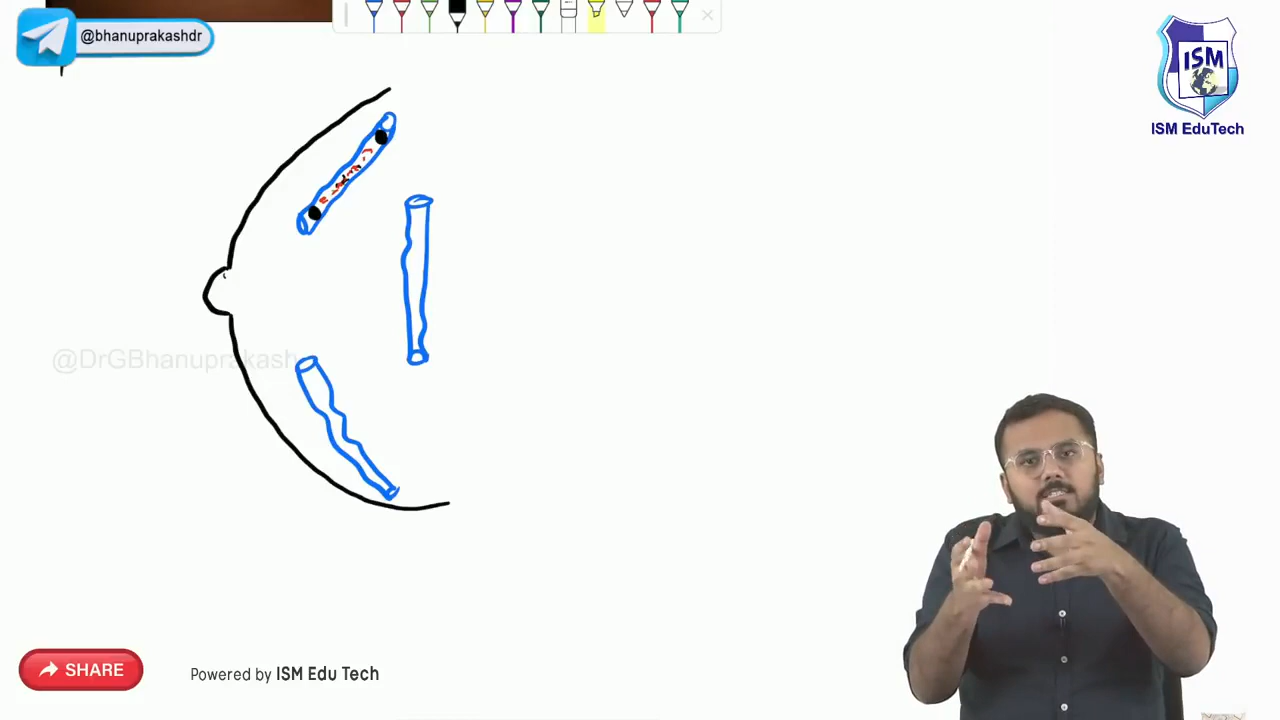 @bhanuprakashdr
ISM
ISM EduTech
@DrGBhanuprakash
SHARE
Powered by ISM Edu Tech